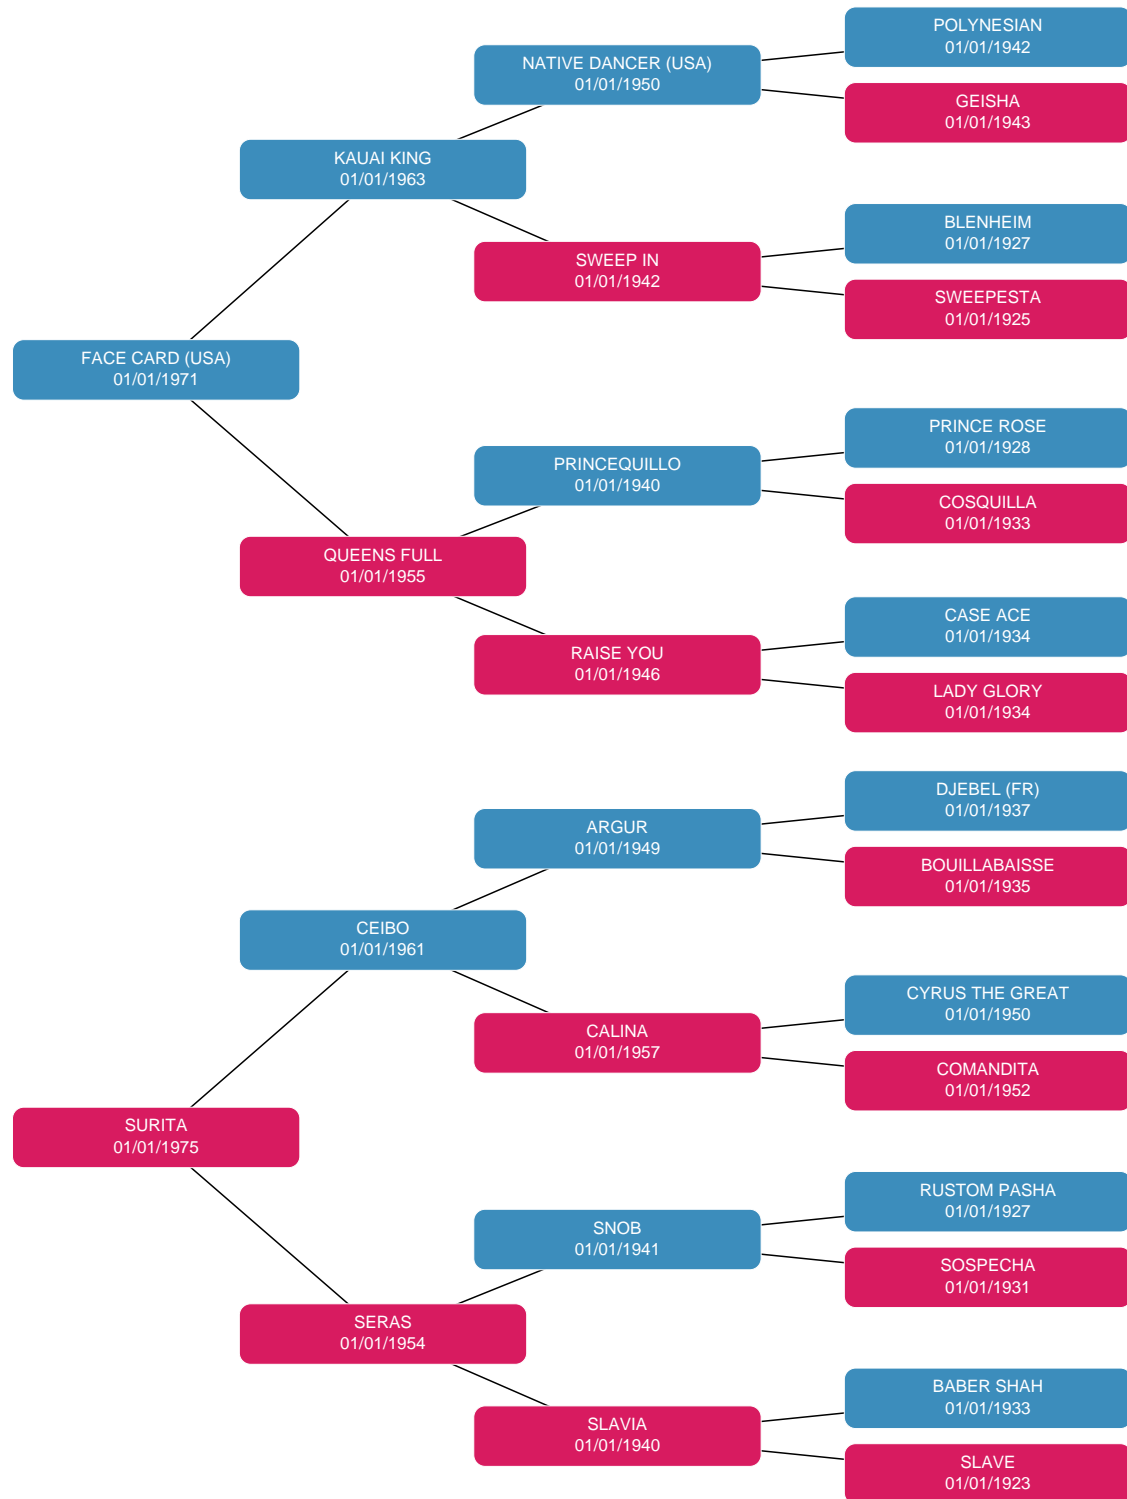 POLYNESIAN
01/01/1942
NATIVE DANCER (USA)
01/01/1950
GEISHA
01/01/1943
KAUAI KING
01/01/1963
BLENHEIM
01/01/1927
SWEEP IN
01/01/1942
SWEEPESTA
01/01/1925
FACE CARD (USA)
01/01/1971
PRINCE ROSE
01/01/1928
PRINCEQUILLO
01/01/1940
COSQUILLA
01/01/1933
QUEENS FULL
01/01/1955
CASE ACE
01/01/1934
RAISE YOU
01/01/1946
LADY GLORY
01/01/1934
DJEBEL (FR)
01/01/1937
ARGUR
01/01/1949
BOUILLABAISSE
01/01/1935
CEIBO
01/01/1961
CYRUS THE GREAT
01/01/1950
CALINA
01/01/1957
COMANDITA
01/01/1952
SURITA
01/01/1975
RUSTOM PASHA
01/01/1927
SNOB
01/01/1941
SOSPECHA
01/01/1931
SERAS
01/01/1954
BABER SHAH
01/01/1933
SLAVIA
01/01/1940
SLAVE
01/01/1923